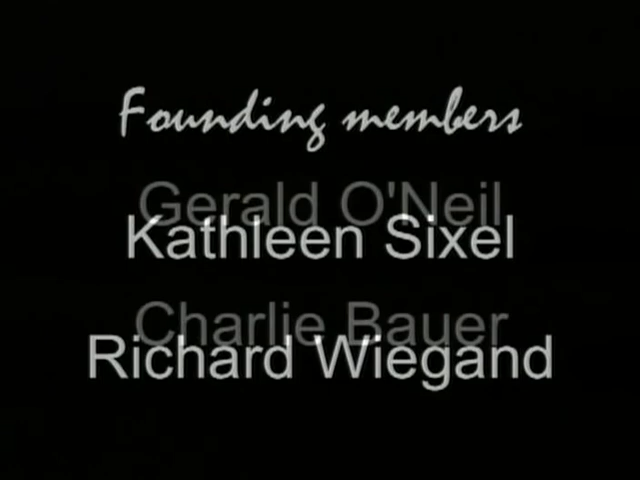 Founding members
Gerald O'Neil
Kathleen Sixel
Charlie Bauer
Richard Wiegand